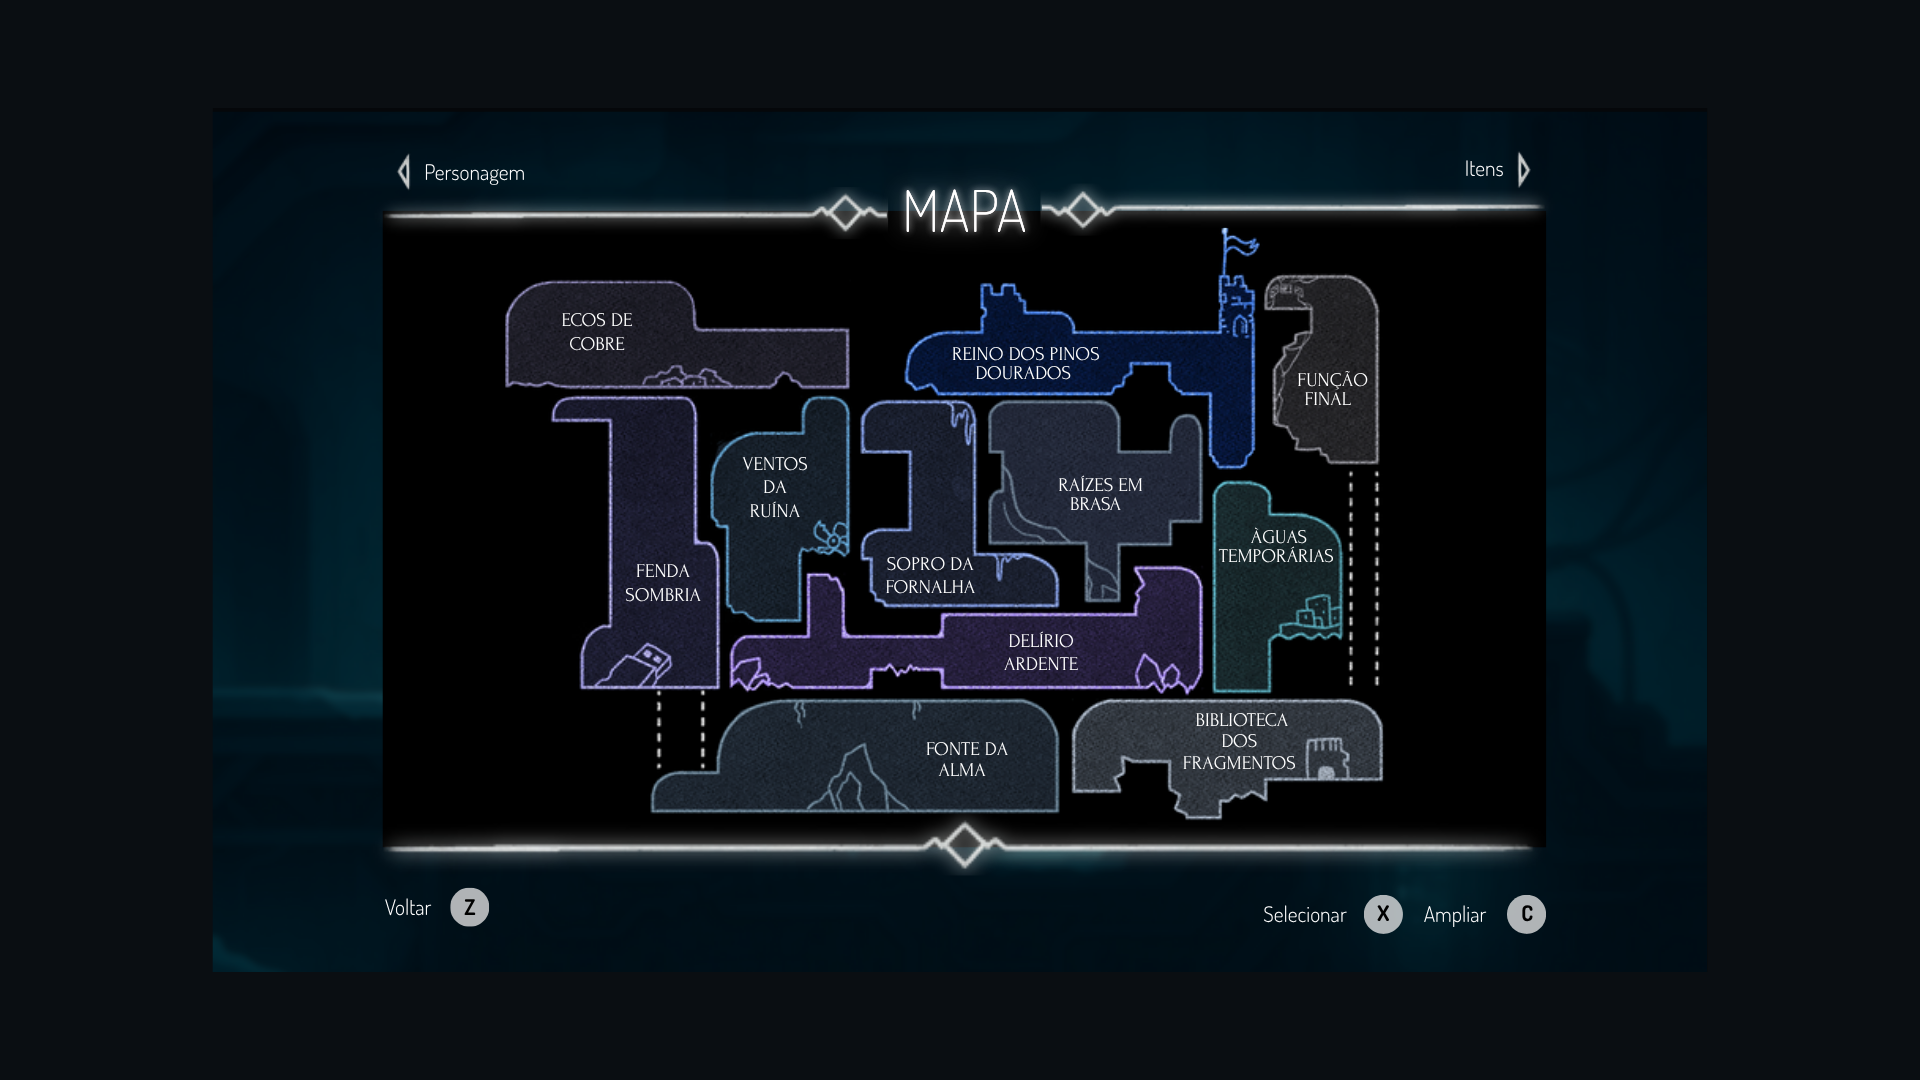 Personagem
Itens
MAPA
ECOS DE
COBRE
REINO DOS PINOS
DOURADOS
FUNÇÃO
FINAL
VENTOS
DA
RUÍNA
RAÍZES EM
BRASA
ÀGUAS
TEMPORÁRIAS
FENDA
SOMBRIA
SOPRO DA
FORNALHA
DELÍRIO
ARDENTE
FONTE DA
ALMA
BIBLIOTECA
DOS
FRAGMENTOS
Voltar Z
Selecionar X Ampliar C